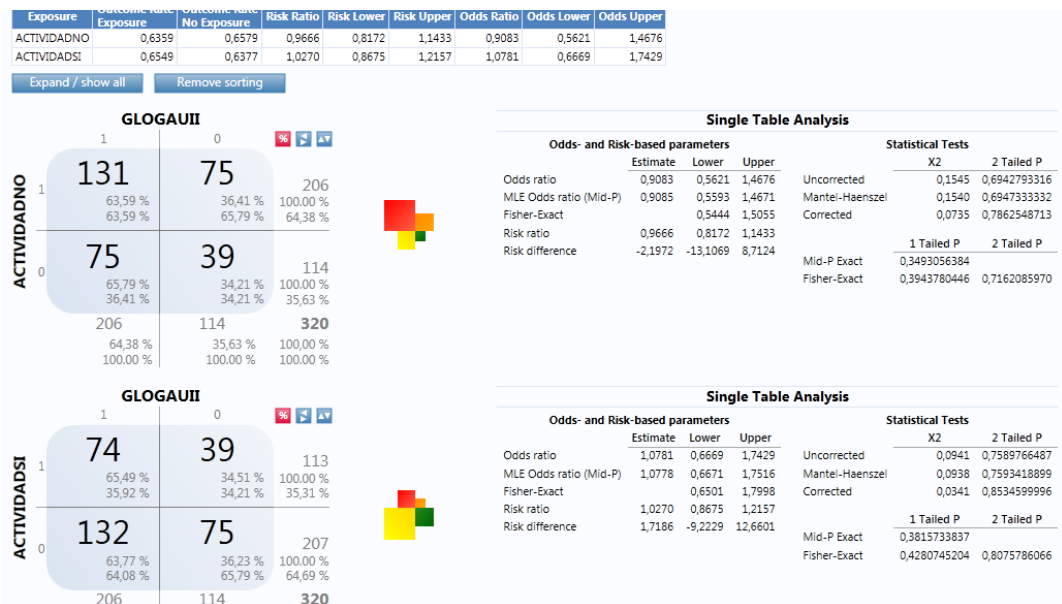 Exposure Outcome Rate Exposure Outcome Rate No Exposure Risk Ratio Risk Lower Risk Upper Odds Ratio Odds Lower Odds Upper
ACTIVIDADNO 0,6359 0,6579 0,9666 0,8172 1,1433 0,9083 0,5621 1,4676
ACTIVIDADSI 0,6549 0,6377 1,0270 0,8675 1,2157 1,0781 0,6669 1,7429
Expand / show all Remove sorting
GLOGAUII
1 0 %
ACTIVIDADNO
1 131 75 206
63,59 % 36,41 % 100.00 %
63,59 % 65,79 % 64,38 %
0 75 39 114
65,79 % 34,21 % 100.00 %
36,41 % 34,21 % 35,63 %
206 114 320
64,38 % 35,63 % 100,00 %
100.00 % 100.00 % 100.00 %
Single Table Analysis
Odds- and Risk-based parameters
Estimate Lower Upper
Odds ratio 0,9083 0,5621 1,4676
MLE Odds ratio (Mid-P) 0,9085 0,5593 1,4671
Fisher-Exact 0,5444 1,5055
Risk ratio 0,9666 0,8172 1,1433
Risk difference -2,1972 -13,1069 8,7124
Statistical Tests
X2 2 Tailed P
Uncorrected 0,1545 0,6942793316
Mantel-Haenszel 0,1540 0,6947333332
Corrected 0,0735 0,7862548713
1 Tailed P 2 Tailed P
Mid-P Exact 0,3493056384
Fisher-Exact 0,3943780446 0,7162085970
GLOGAUII
1 0 %
ACTIVIDADSI
1 74 39 113
65,49 % 34,51 % 100.00 %
35,92 % 34,21 % 35,31 %
0 132 75 207
63,77 % 36,23 % 100.00 %
64,08 % 65,79 % 64,69 %
206 114 320
Single Table Analysis
Odds- and Risk-based parameters
Estimate Lower Upper
Odds ratio 1,0781 0,6669 1,7429
MLE Odds ratio (Mid-P) 1,0778 0,6671 1,7516
Fisher-Exact 0,6501 1,7998
Risk ratio 1,0270 0,8675 1,2157
Risk difference 1,7186 -9,2229 12,6601
Statistical Tests
X2 2 Tailed P
Uncorrected 0,0941 0,7589766487
Mantel-Haenszel 0,0938 0,7593418899
Corrected 0,0341 0,8534599996
1 Tailed P 2 Tailed P
Mid-P Exact 0,3815733837
Fisher-Exact 0,4280745204 0,8075786066